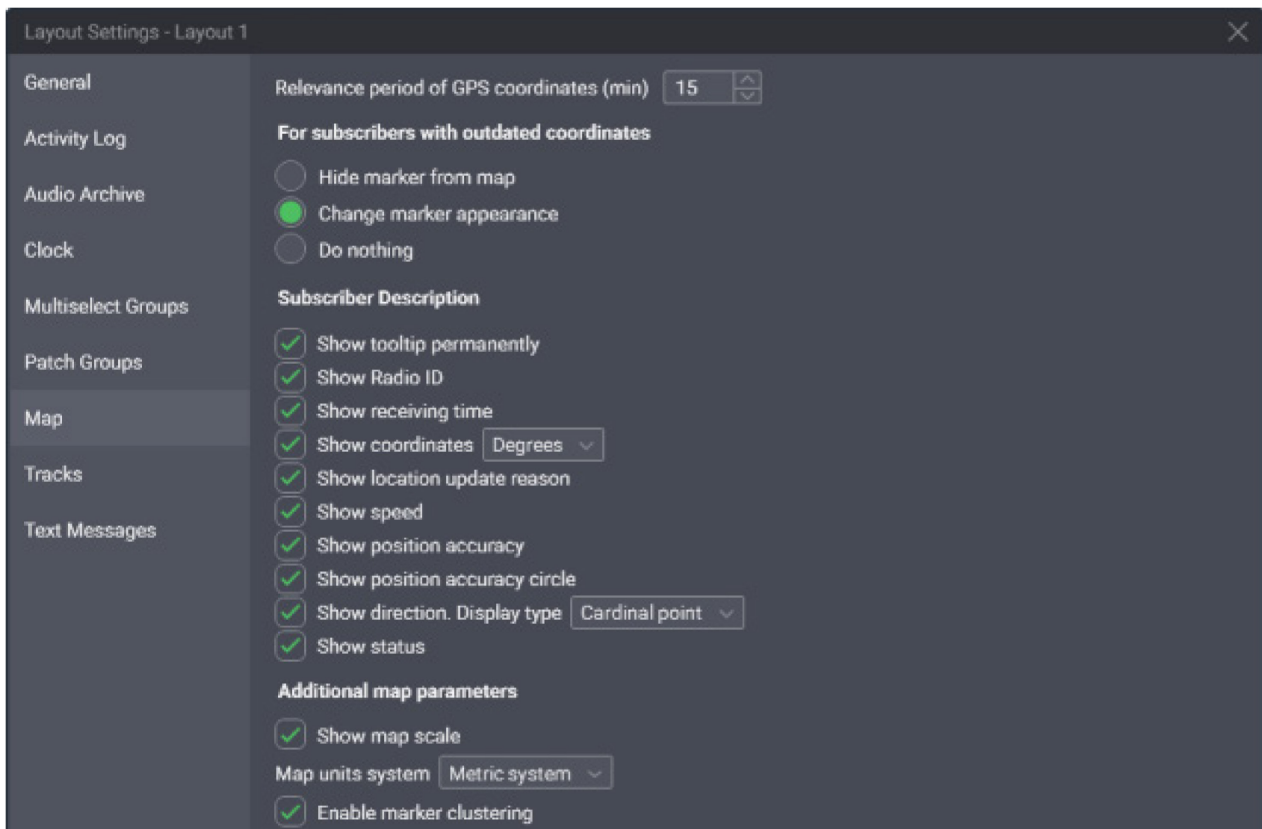 Layout Settings - Layout 1
General
Activity Log
Audio Archive
Clock
Multiselect Groups
Patch Groups
Map
Tracks
Text Messages
Relevance period of GPS coordinates (min) 15
For subscribers with outdated coordinates
Hide marker from map
Change marker appearance
Do nothing
Subscriber Description
Show tooltip permanently
Show Radio ID
Show receiving time
Show coordinates Degrees
Show location update reason
Show speed
Show position accuracy
Show position accuracy circle
Show direction. Display type Cardinal point
Show status
Additional map parameters
Show map scale
Map units system Metric system
Enable marker clustering